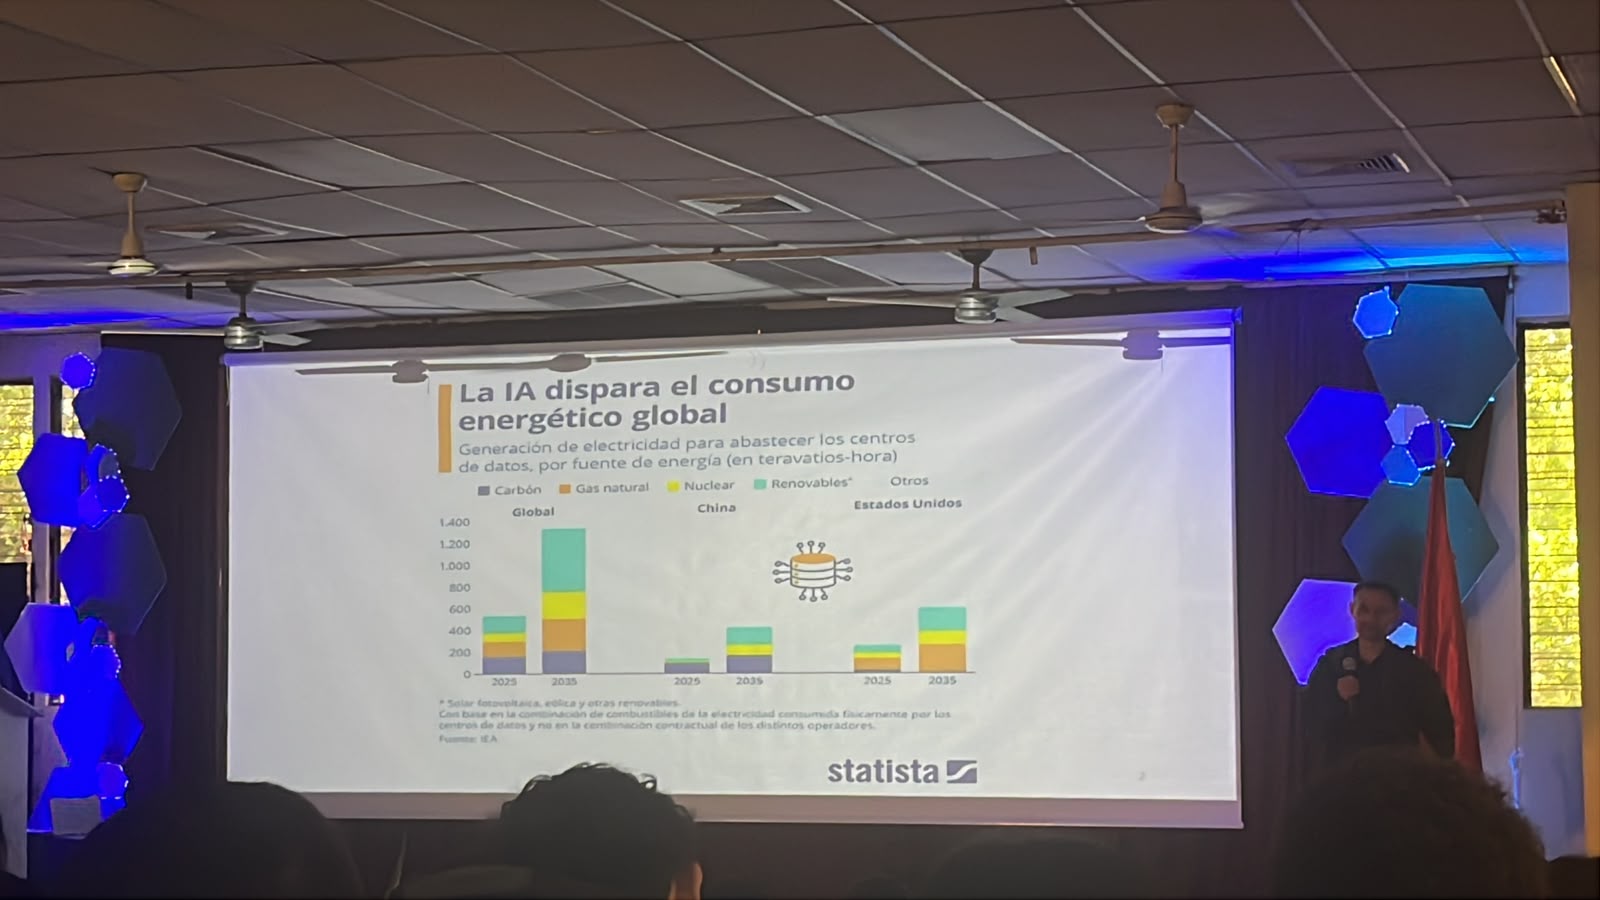 La IA dispara el consumo
energético global
Generación de electricidad para abastecer los centros
de datos, por fuente de energía (en teravatios-hora)
Carbón Gas natural Nuclear Renovables* Otros
Global China Estados Unidos
1.400
1.200
1.000
800
600
400
200
0
2025 2035 2025 2035 2025 2035
* Solar fotovoltaica, eólica y otras renovables.
Con base en la combinación de combustibles de la electricidad consumida físicamente por los
centros de datos y no en la combinación contractual de los distintos operadores.
Fuente: IEA
statista
2